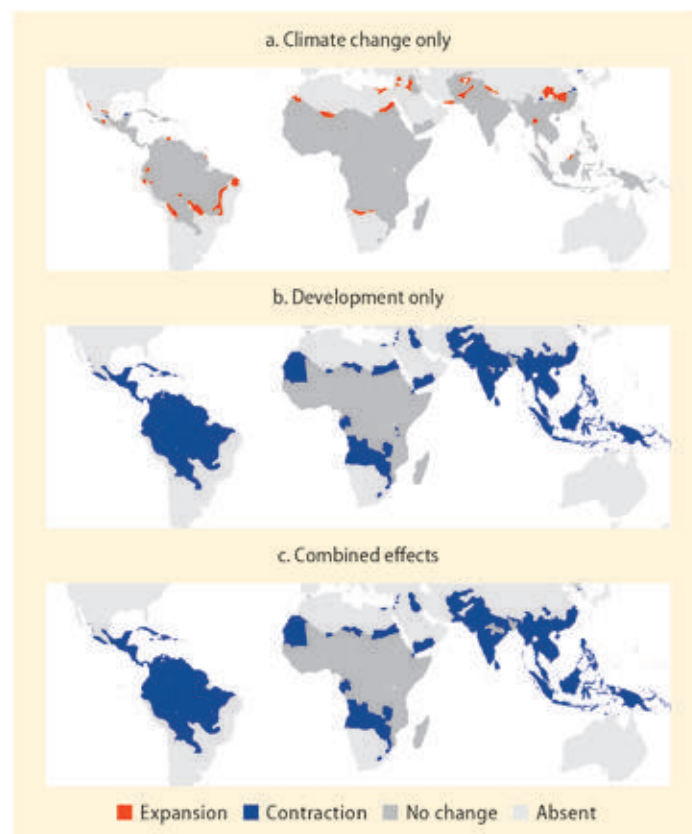 a. Climate change only
b. Development only
c. Combined effects
Expansion Contraction No change Absent